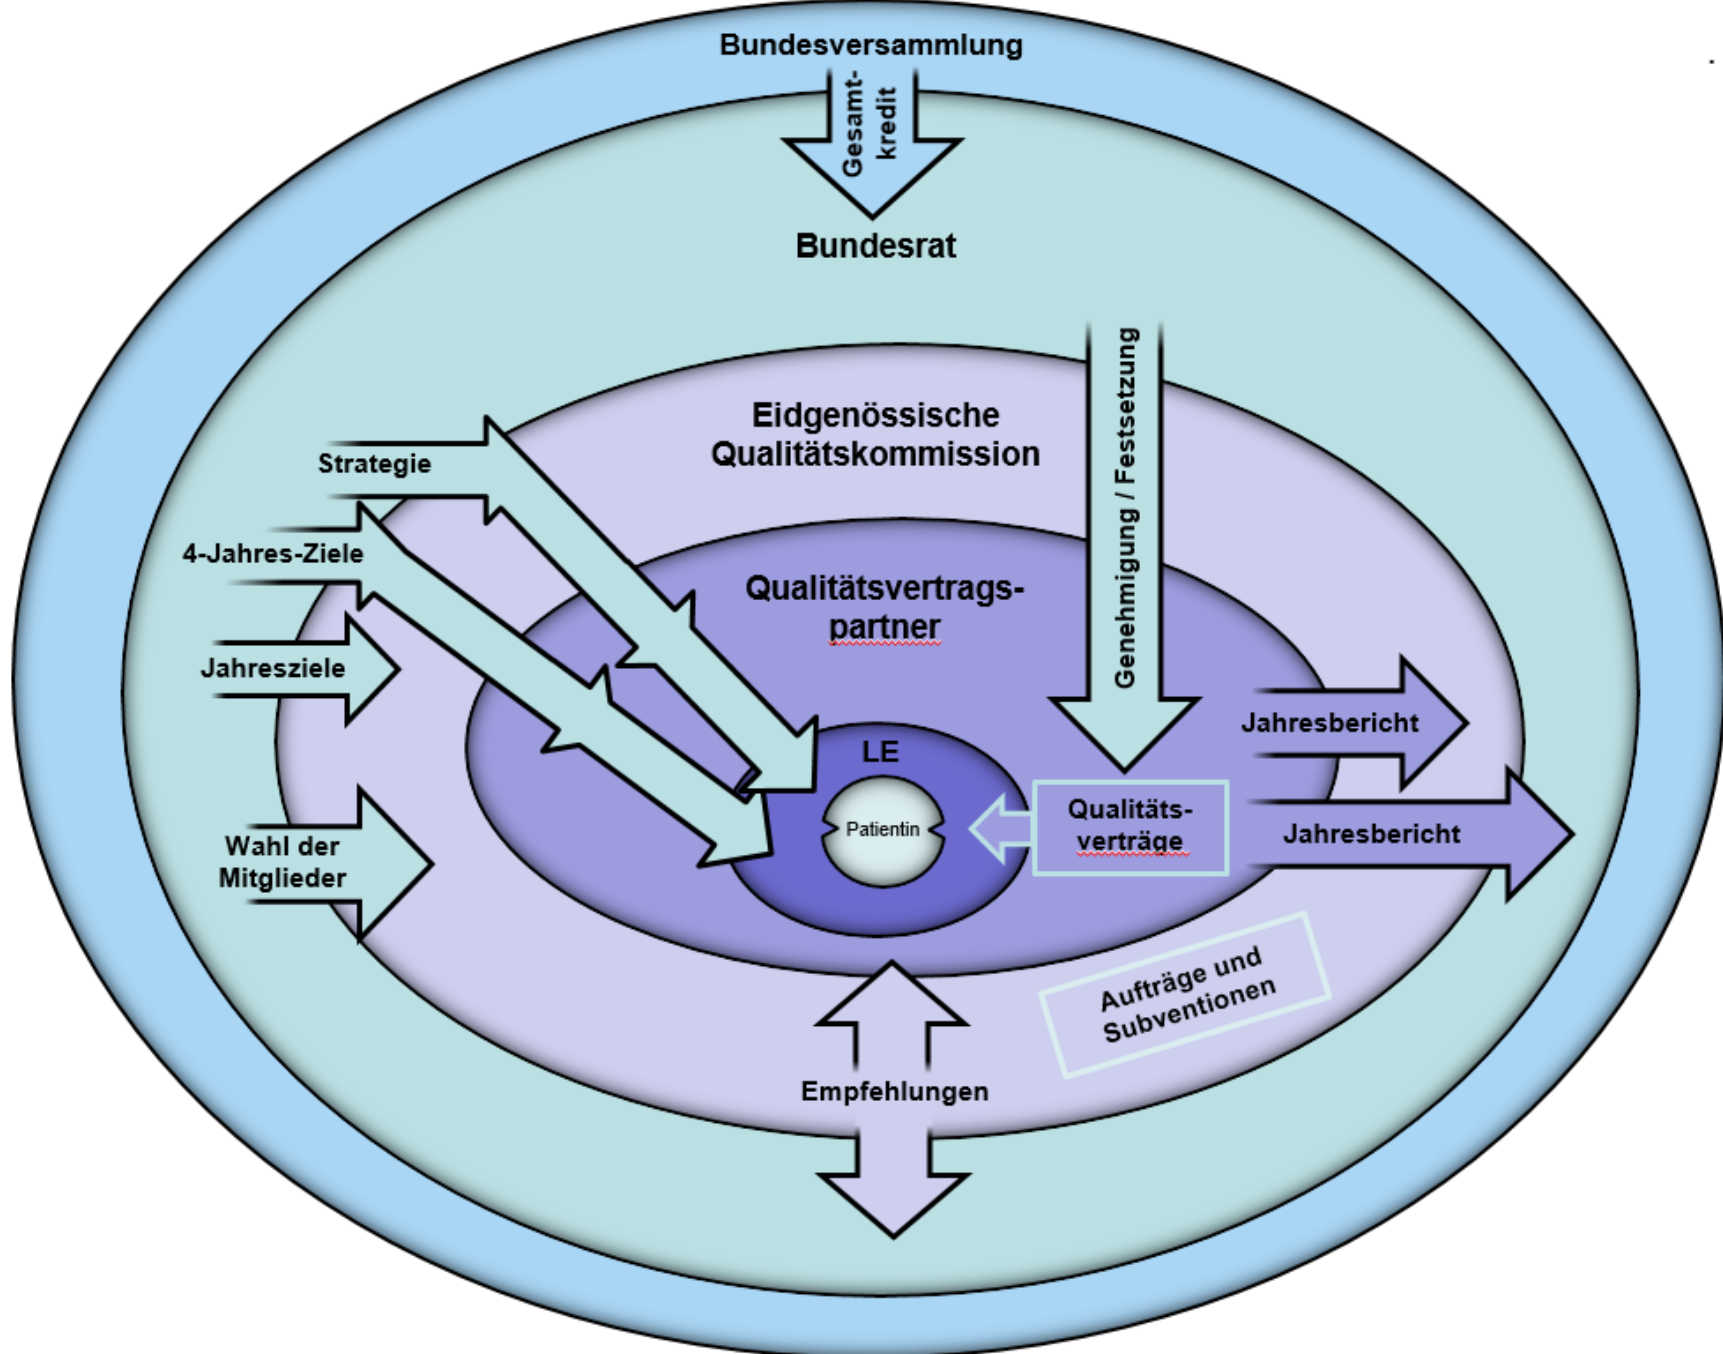 Bundesversammlung
Gesamt-
kredit
Bundesrat
Genehmigung / Festsetzung
Eidgenössische
Qualitätskommission
Strategie
4-Jahres-Ziele
Qualitätsvertrags-
partner
Jahresziele
Jahresbericht
LE
Patientin
Qualitäts-
verträge
Jahresbericht
Wahl der
Mitglieder
Aufträge und
Subventionen
Empfehlungen